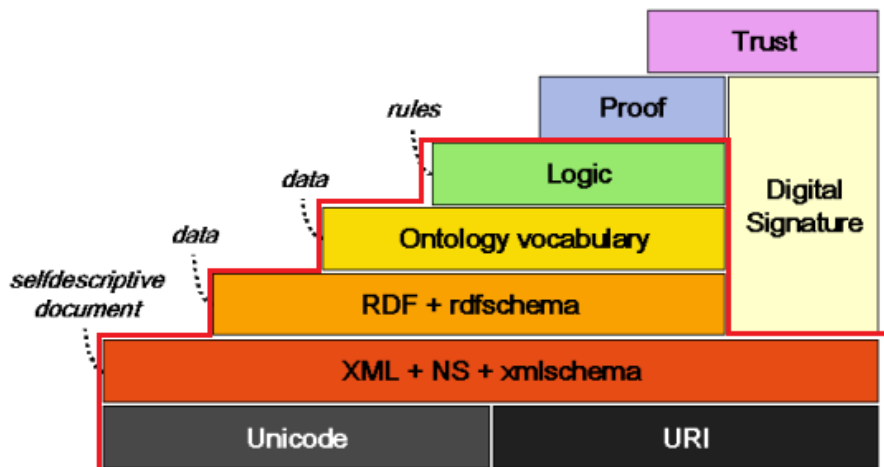 Trust
Proof
rules
Logic
data
Digital
Signature
Ontology vocabulary
data
RDF + rdfschema
selfdescriptive
document
XML + NS + xmlschema
Unicode
URI